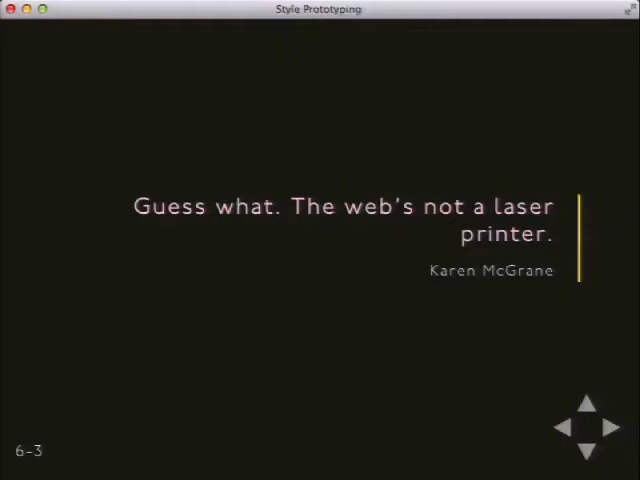 Style Prototyping
Guess what. The web's not a laser
printer.
Karen McGrane
6-3